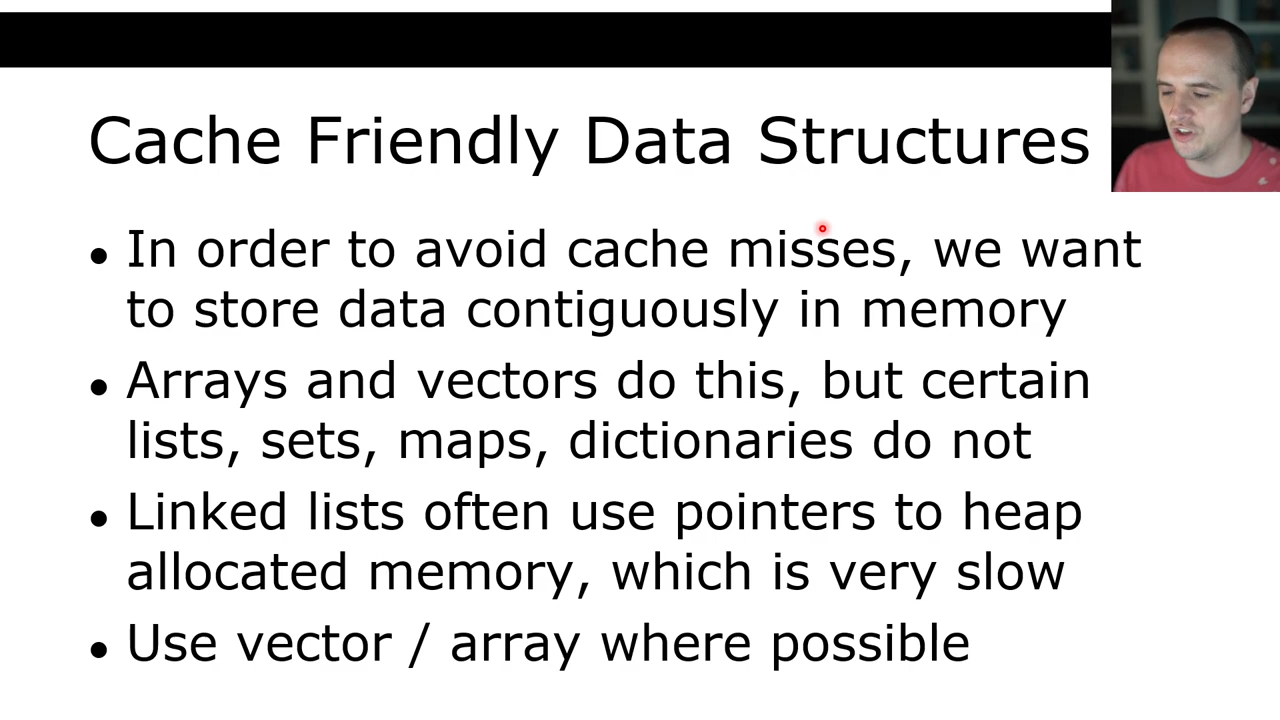 Cache Friendly Data Structures
● In order to avoid cache misses, we want
to store data contiguously in memory
● Arrays and vectors do this, but certain
lists, sets, maps, dictionaries do not
● Linked lists often use pointers to heap
allocated memory, which is very slow
● Use vector / array where possible